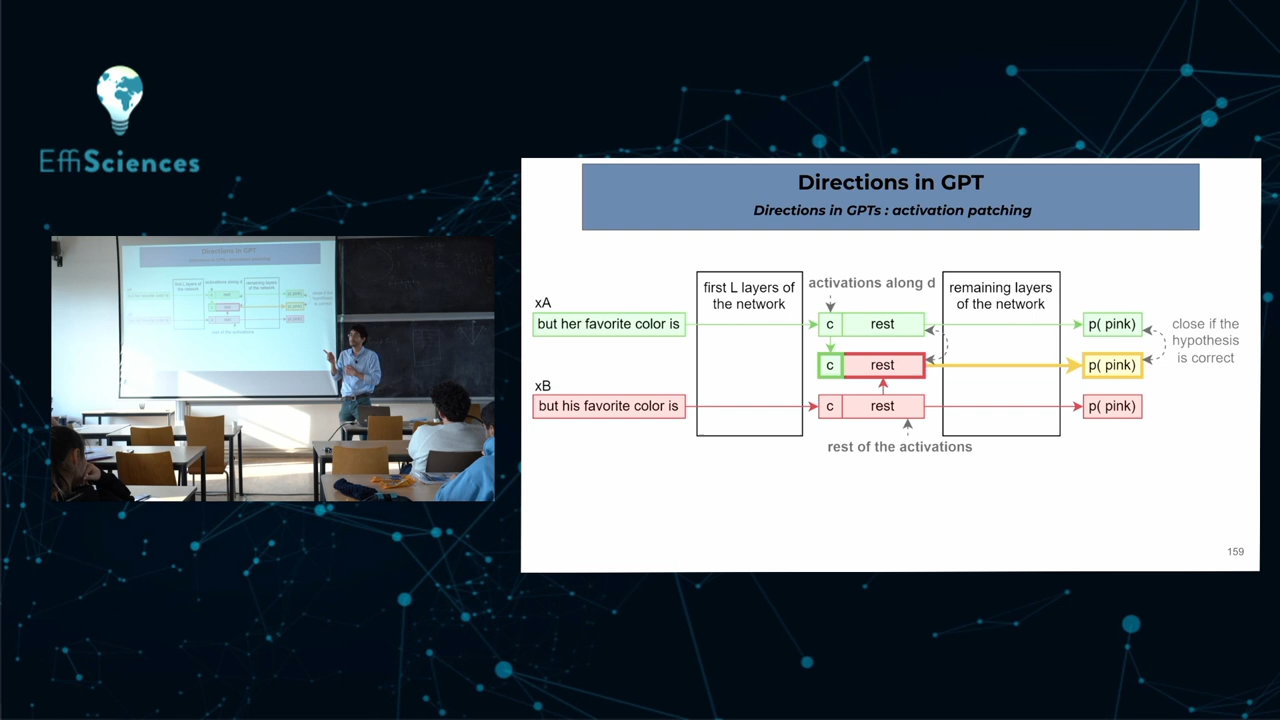 EffiSciences
Directions in GPT
Directions in GPTs : activation patching
first L layers of
the network
activations along d
remaining layers
of the network
xA
but her favorite color is
c
rest
p( pink)
close if the
hypothesis
is correct
c
rest
p( pink)
xB
but his favorite color is
c
rest
p( pink)
rest of the activations
159